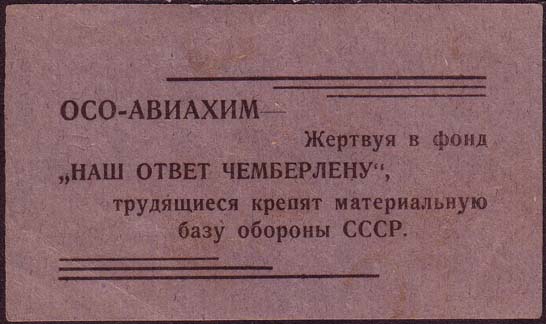 ОСО-АВИАХИМ—
Жертвуя в фонд
„НАШ ОТВЕТ ЧЕМБЕРЛЕНУ“,
трудящиеся крепят материальную
базу обороны СССР.